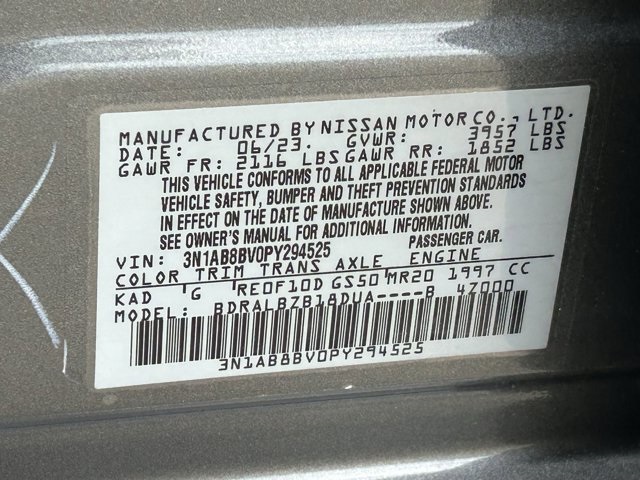 MANUFACTURED BY NISSAN MOTOR CO., LTD.
DATE: 06/23. GVWR: 3957 LBS
GAWR FR: 2116 LBS GAWR RR: 1852 LBS
THIS VEHICLE CONFORMS TO ALL APPLICABLE FEDERAL MOTOR
VEHICLE SAFETY, BUMPER AND THEFT PREVENTION STANDARDS
IN EFFECT ON THE DATE OF MANUFACTURE SHOWN ABOVE.
SEE OWNER'S MANUAL FOR ADDITIONAL INFORMATION.
VIN: 3N1AB8BV0PY294525 PASSENGER CAR.
COLOR TRIM TRANS AXLE ENGINE
KAD 'G 'RE0F10D GS50'MR20 1997 CC
MODEL: BDRALBZB18DUA----B 4Z000
3N1AB8BV0PY294525